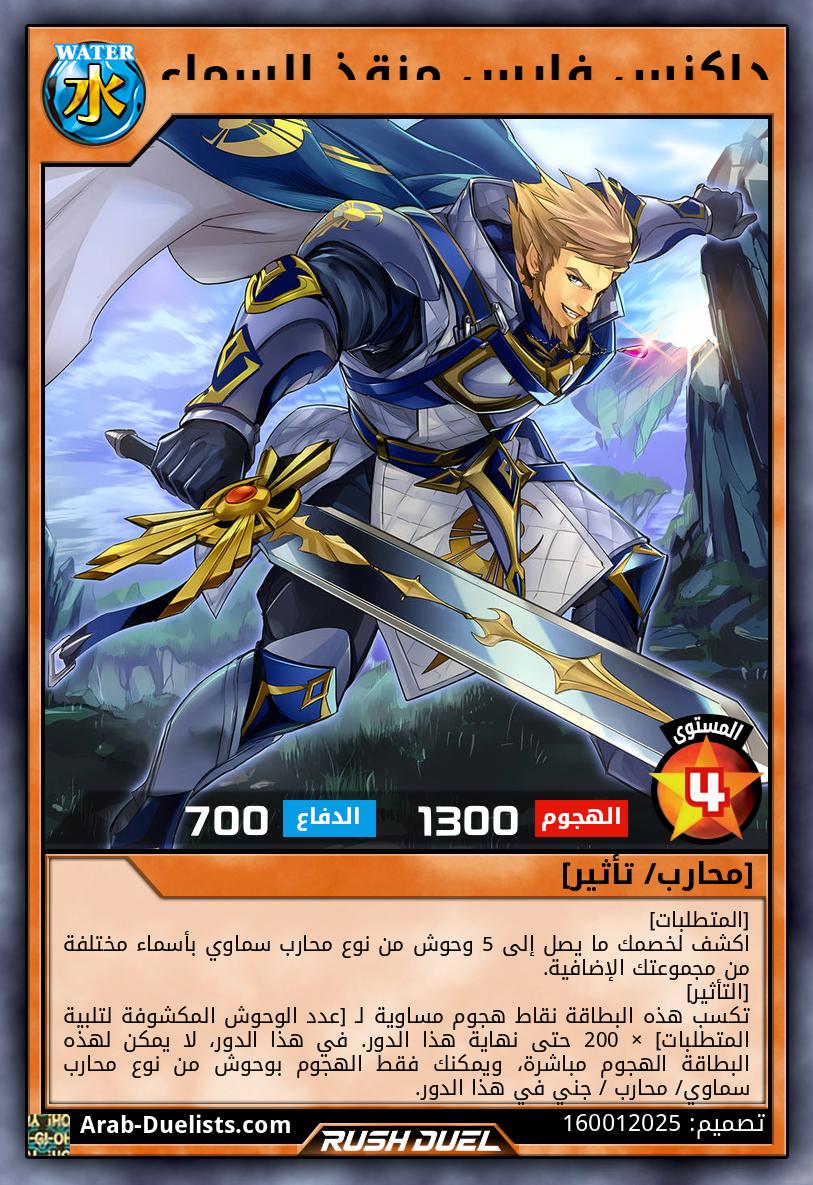 WATER
水
داكنس فارس منقذ السماء
المستوى
4
الهجوم 1300 الدفاع 700
[محارب/ تأثير]
[المتطلبات]
اكشف لخصمك ما يصل إلى 5 وحوش من نوع محارب سماوي بأسماء مختلفة
من مجموعتك الإضافية.
[التأثير]
تكسب هذه البطاقة نقاط هجوم مساوية لـ [عدد الوحوش المكشوفة لتلبية
المتطلبات] × 200 حتى نهاية هذا الدور. في هذا الدور، لا يمكن لهذه
البطاقة الهجوم مباشرة، ويمكنك فقط الهجوم بوحوش من نوع محارب
سماوي/ محارب / جني في هذا الدور.
تصميم: 160012025
RUSH DUEL
Arab-Duelists.com